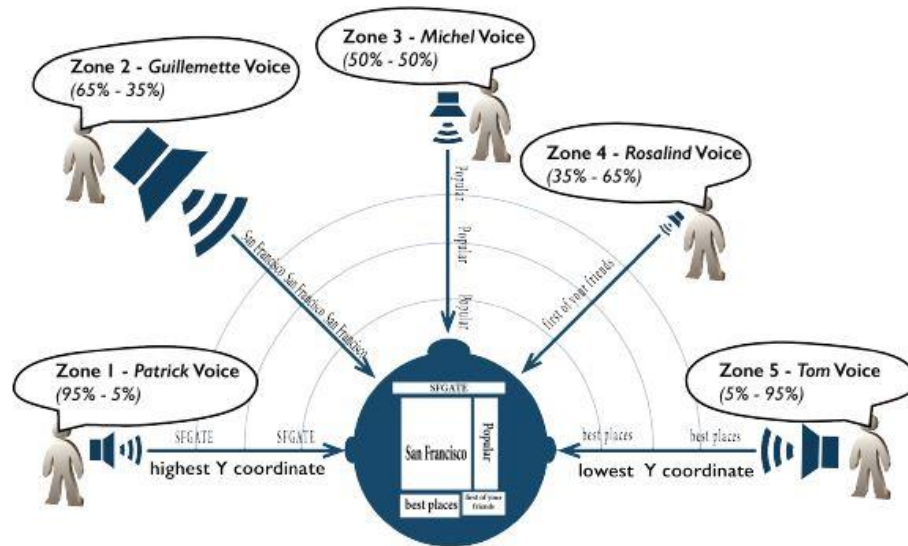 Zone 3 - Michel Voice
(50% - 50%)
Zone 2 - Guillemette Voice
(65% - 35%)
Zone 4 - Rosalind Voice
(35% - 65%)
Popular
Popular
Popular
San Francisco San Francisco San Francisco
first of your friends
Zone 1 - Patrick Voice
(95% - 5%)
Zone 5 - Tom Voice
(5% - 95%)
SFGATE
SFGATE
highest Y coordinate
best places
best places
lowest Y coordinate
SFGATE
San Francisco
Popular
best places
first of your
friends